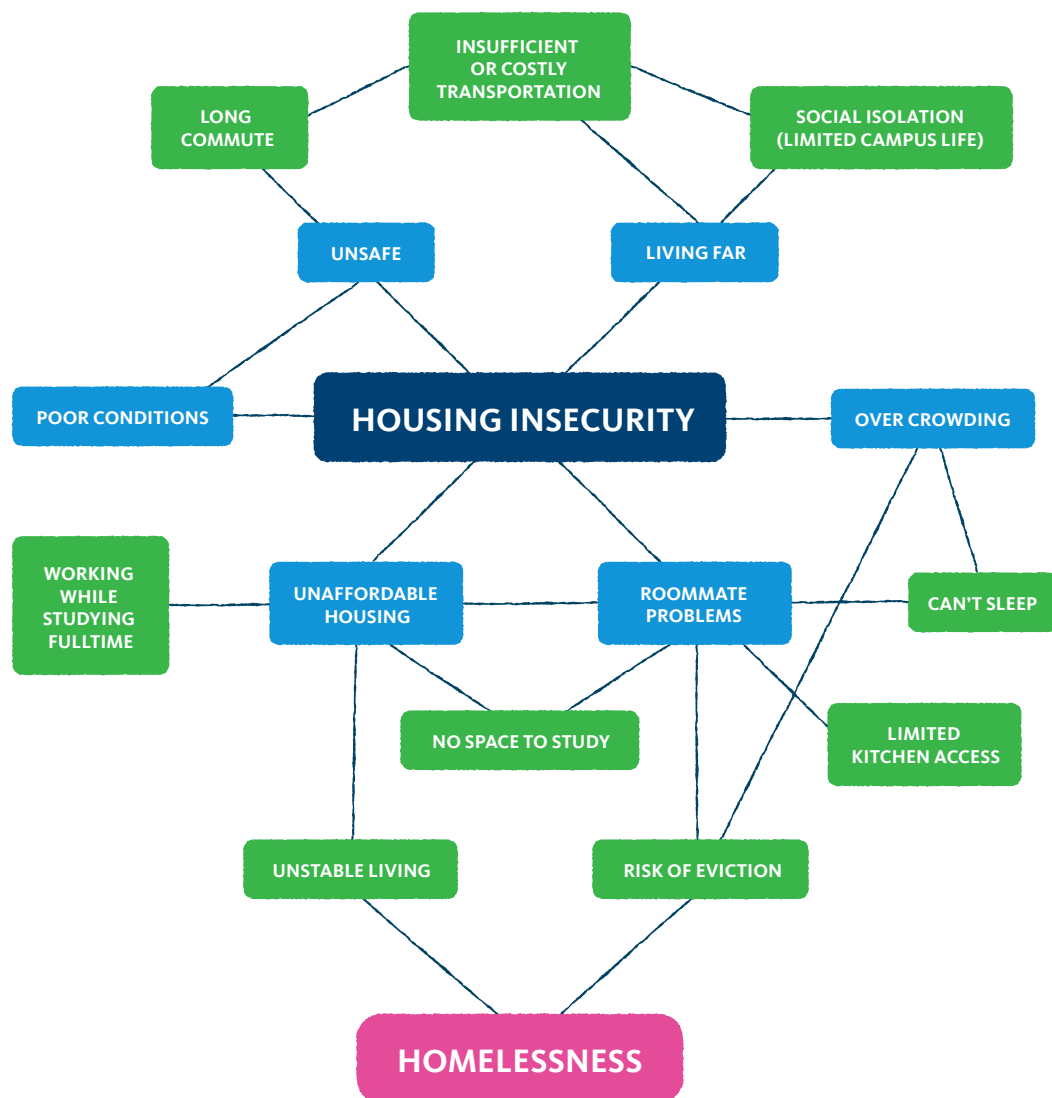 INSUFFICIENT
OR COSTLY
TRANSPORTATION
LONG
COMMUTE
SOCIAL ISOLATION
(LIMITED CAMPUS LIFE)
UNSAFE
LIVING FAR
POOR CONDITIONS
HOUSING INSECURITY
OVER CROWDING
WORKING
WHILE
STUDYING
FULLTIME
UNAFFORDABLE
HOUSING
ROOMMATE
PROBLEMS
CAN'T SLEEP
NO SPACE TO STUDY
LIMITED
KITCHEN ACCESS
UNSTABLE LIVING
RISK OF EVICTION
HOMELESSNESS